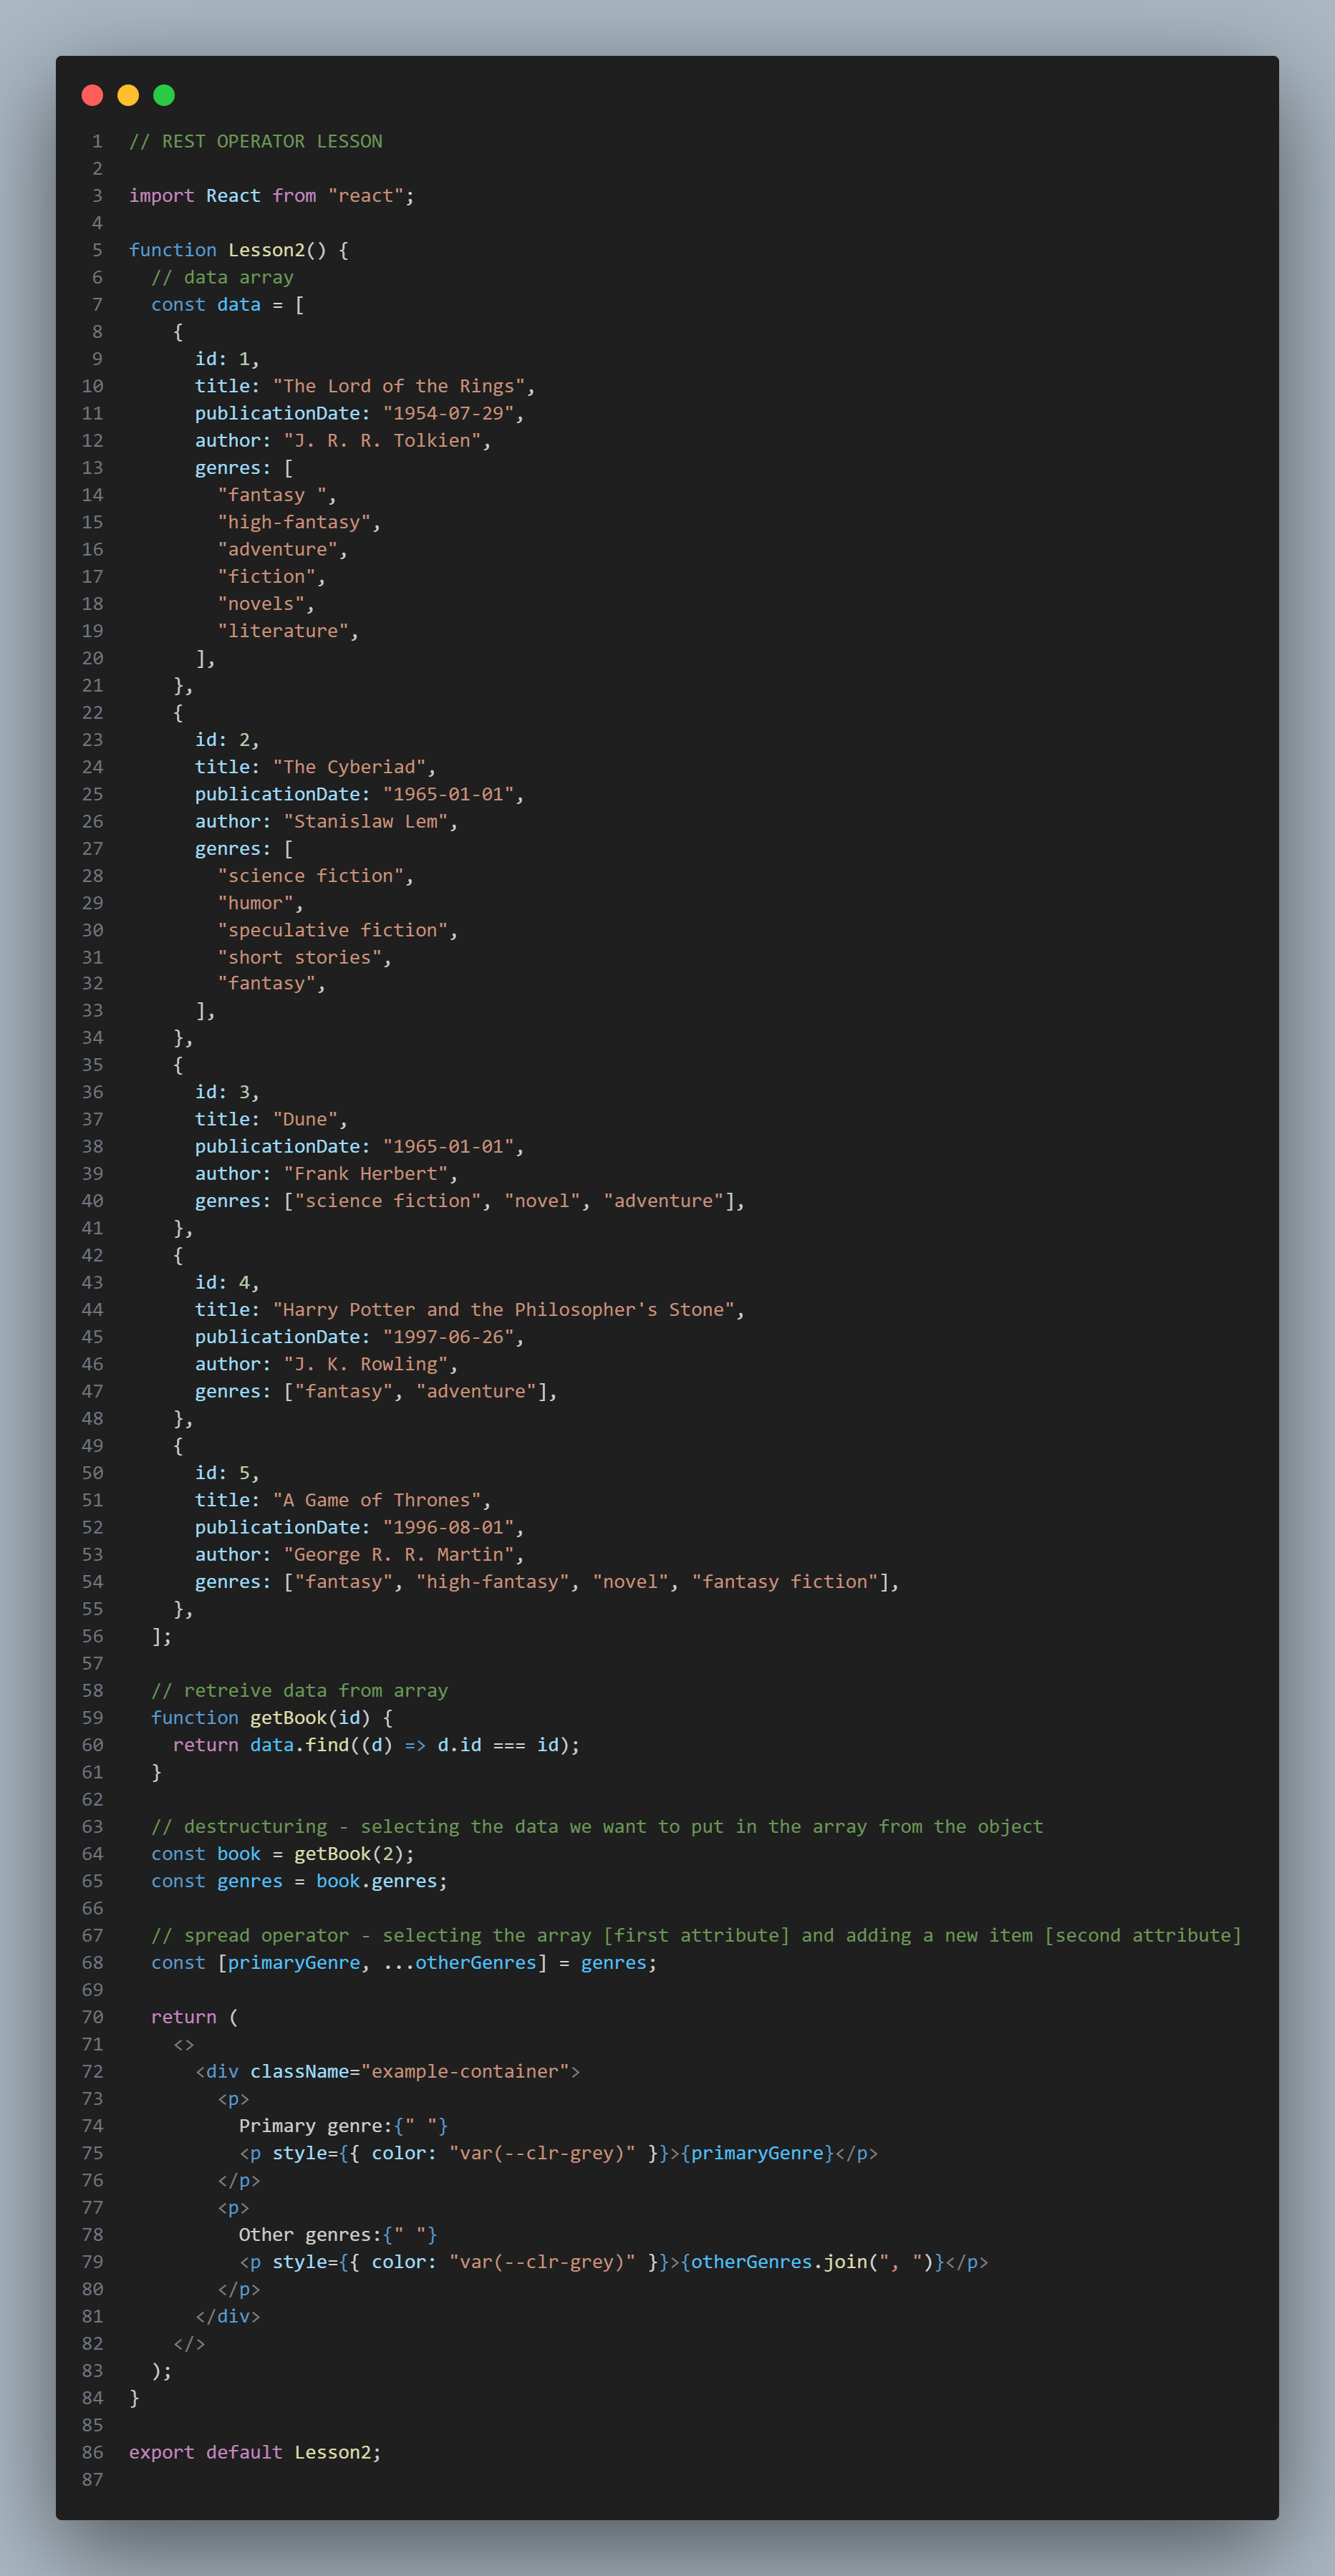 1 // REST OPERATOR LESSON
2
3 import React from "react";
4
5 function Lesson2() {
6   // data array
7   const data = [
8     {
9       id: 1,
10       title: "The Lord of the Rings",
11       publicationDate: "1954-07-29",
12       author: "J. R. R. Tolkien",
13       genres: [
14         "fantasy ",
15         "high-fantasy",
16         "adventure",
17         "fiction",
18         "novels",
19         "literature",
20       ],
21     },
22     {
23       id: 2,
24       title: "The Cyberiad",
25       publicationDate: "1965-01-01",
26       author: "Stanislaw Lem",
27       genres: [
28         "science fiction",
29         "humor",
30         "speculative fiction",
31         "short stories",
32         "fantasy",
33       ],
34     },
35     {
36       id: 3,
37       title: "Dune",
38       publicationDate: "1965-01-01",
39       author: "Frank Herbert",
40       genres: ["science fiction", "novel", "adventure"],
41     },
42     {
43       id: 4,
44       title: "Harry Potter and the Philosopher's Stone",
45       publicationDate: "1997-06-26",
46       author: "J. K. Rowling",
47       genres: ["fantasy", "adventure"],
48     },
49     {
50       id: 5,
51       title: "A Game of Thrones",
52       publicationDate: "1996-08-01",
53       author: "George R. R. Martin",
54       genres: ["fantasy", "high-fantasy", "novel", "fantasy fiction"],
55     },
56   ];
57
58   // retreive data from array
59   function getBook(id) {
60     return data.find((d) => d.id === id);
61   }
62
63   // destructuring - selecting the data we want to put in the array from the object
64   const book = getBook(2);
65   const genres = book.genres;
66
67   // spread operator - selecting the array [first attribute] and adding a new item [second attribute]
68   const [primaryGenre, ...otherGenres] = genres;
69
70   return (
71     <>
72       <div className="example-container">
73         <p>
74           Primary genre:{" "}
75           <p style={{ color: "var(--clr-grey)" }}>{primaryGenre}</p>
76         </p>
77         <p>
78           Other genres:{" "}
79           <p style={{ color: "var(--clr-grey)" }}>{otherGenres.join(", ")}</p>
80         </p>
81       </div>
82     </>
83   );
84 }
85
86 export default Lesson2;
87